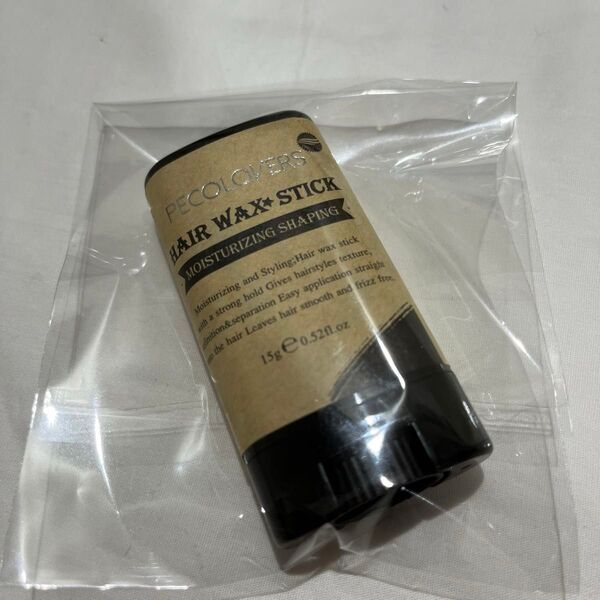 PECOLOVERS
HAIR WAX★STICK
MOISTURIZING SHAPING
Moisturizing and Styling;Hair wax stick
with a strong hold Gives hairstyles texture,
definition&separation Easy application straight
the hair Leaves hair smooth and frizz free.
15g℮0.52fl.oz